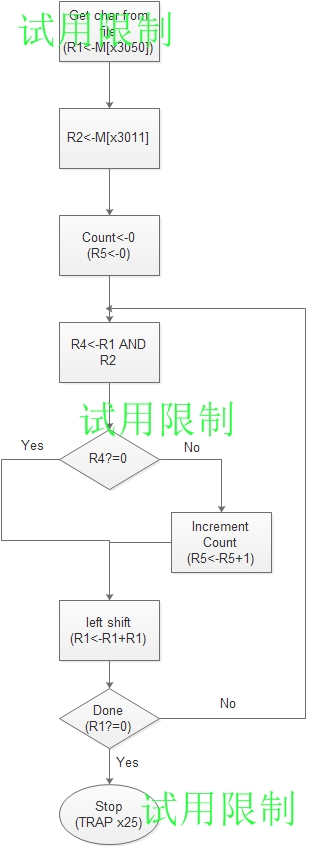 Get char from
file
(R1<-M[x3050])
试用限制
R2<-M[x3011]
Count<-0
(R5<-0)
R4<-R1 AND
R2
试用限制
Yes
R4?=0
No
Increment
Count
(R5<-R5+1)
left shift
(R1<-R1+R1)
Done
(R1?=0)
No
Yes
Stop
(TRAP x25)
试用限制